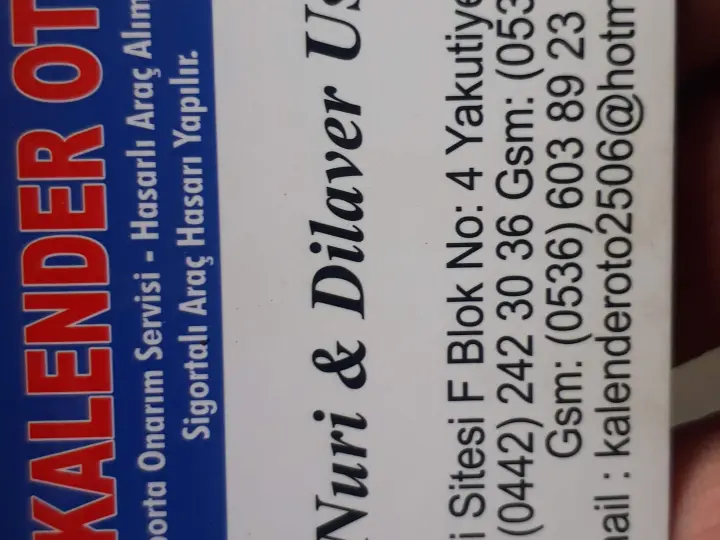 KALENDER OT
porta Onarım Servisi - Hasarlı Araç Alım
Sigortalı Araç Hasarı Yapılır.
Nuri & Dilaver Us
i Sitesi F Blok No: 4 Yakutiye
(0442) 242 30 36 Gsm: (053
Gsm: (0536) 603 89 23
ail : kalenderoto2506@hotm